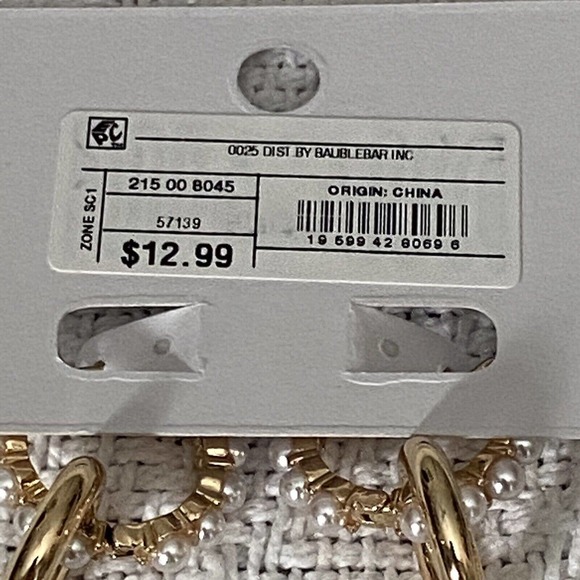 0025 DIST BY BAUBLEBAR INC
ZONE SC1
215 00 8045
57139
$12.99
ORIGIN: CHINA
19 599 42 8069 6